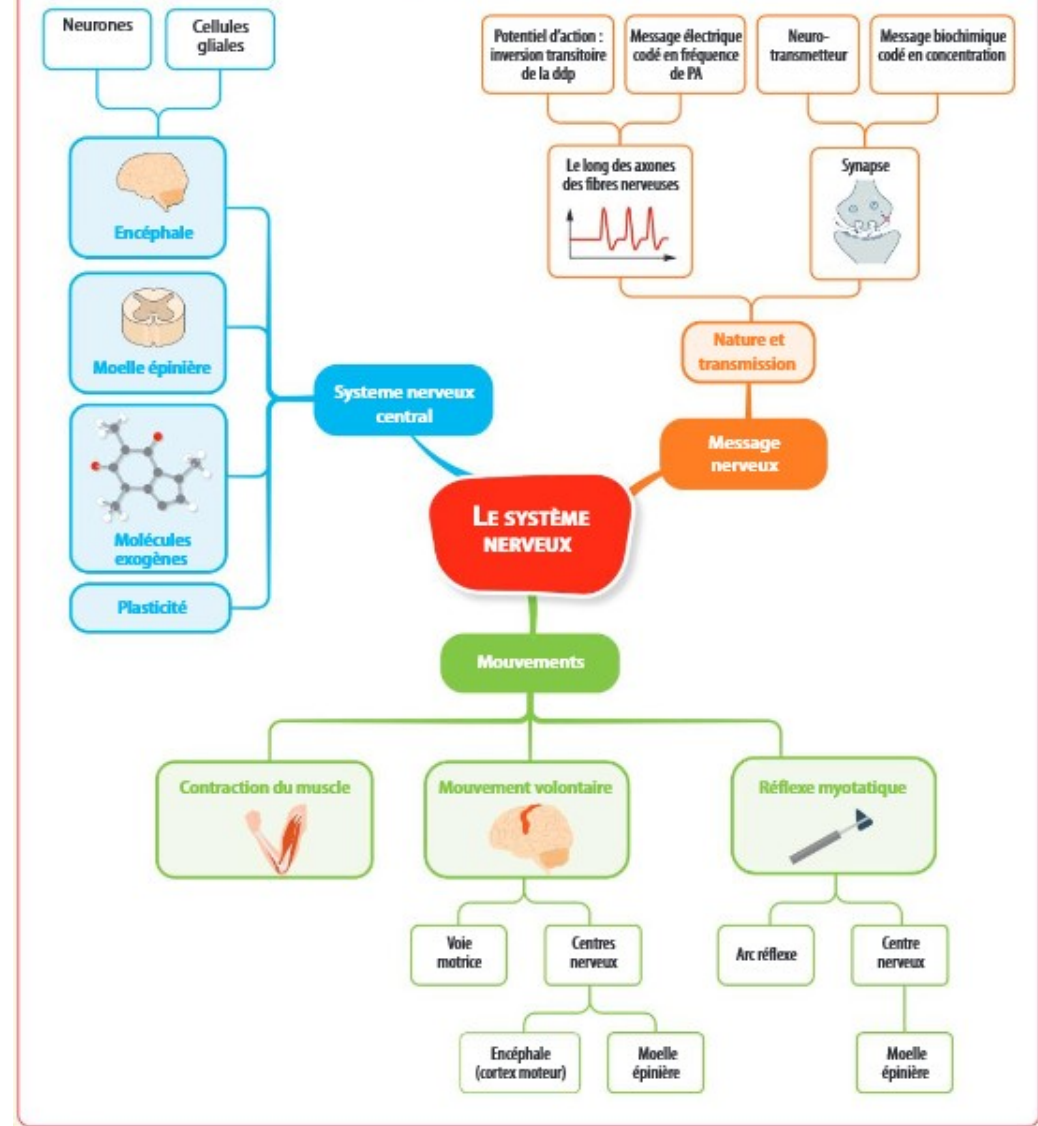 Neurones
Cellules
gliales
Encéphale
Moelle épinière
Molécules
exogènes
Plasticité
Systeme nerveux
central
Potentiel d'action :
inversion transitoire
de la ddp
Message électrique
codé en fréquence
de PA
Neuro-
transmetteur
Message biochimique
codé en concentration
Le long des axones
des fibres nerveuses
Synapse
Nature et
transmission
Message
nerveux
LE SYSTÈME
NERVEUX
Mouvements
Contraction du muscle
Mouvement volontaire
Réflexe myotatique
Voie
motrice
Centres
nerveux
Arc réflexe
Centre
nerveux
Encéphale
(cortex moteur)
Moelle
épinière
Moelle
épinière